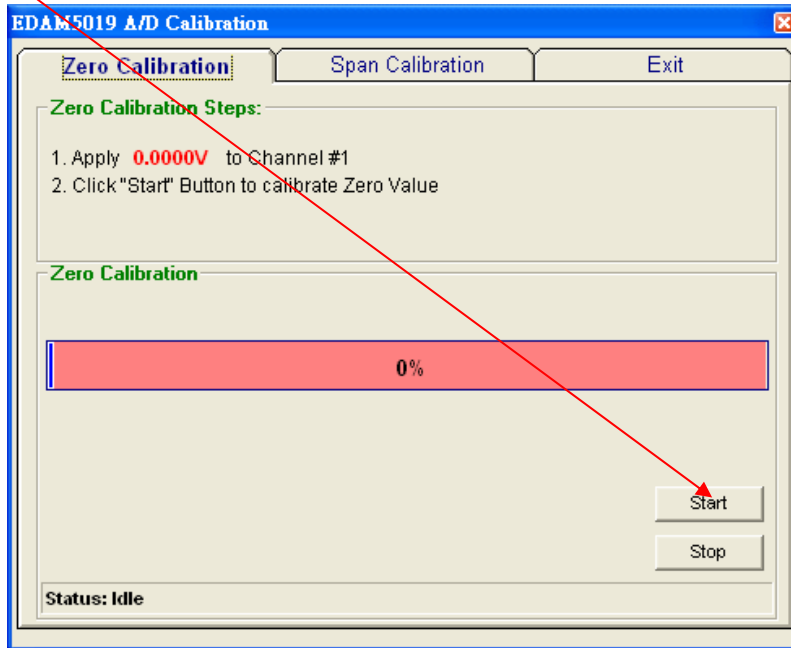 EDAM5019 A/D Calibration
Zero Calibration Span Calibration Exit
Zero Calibration Steps:
1. Apply 0.0000V to Channel #1
2. Click "Start" Button to calibrate Zero Value
Zero Calibration
0%
Start
Stop
Status: Idle